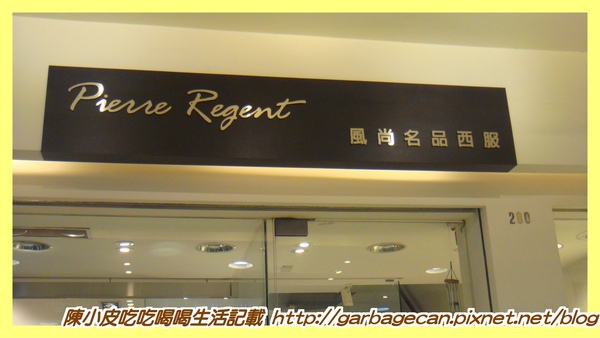 Pierre Regent
風尚名品西服
280
陳小皮吃吃喝喝生活記載 http://garbagecan.pixnet.net/blog